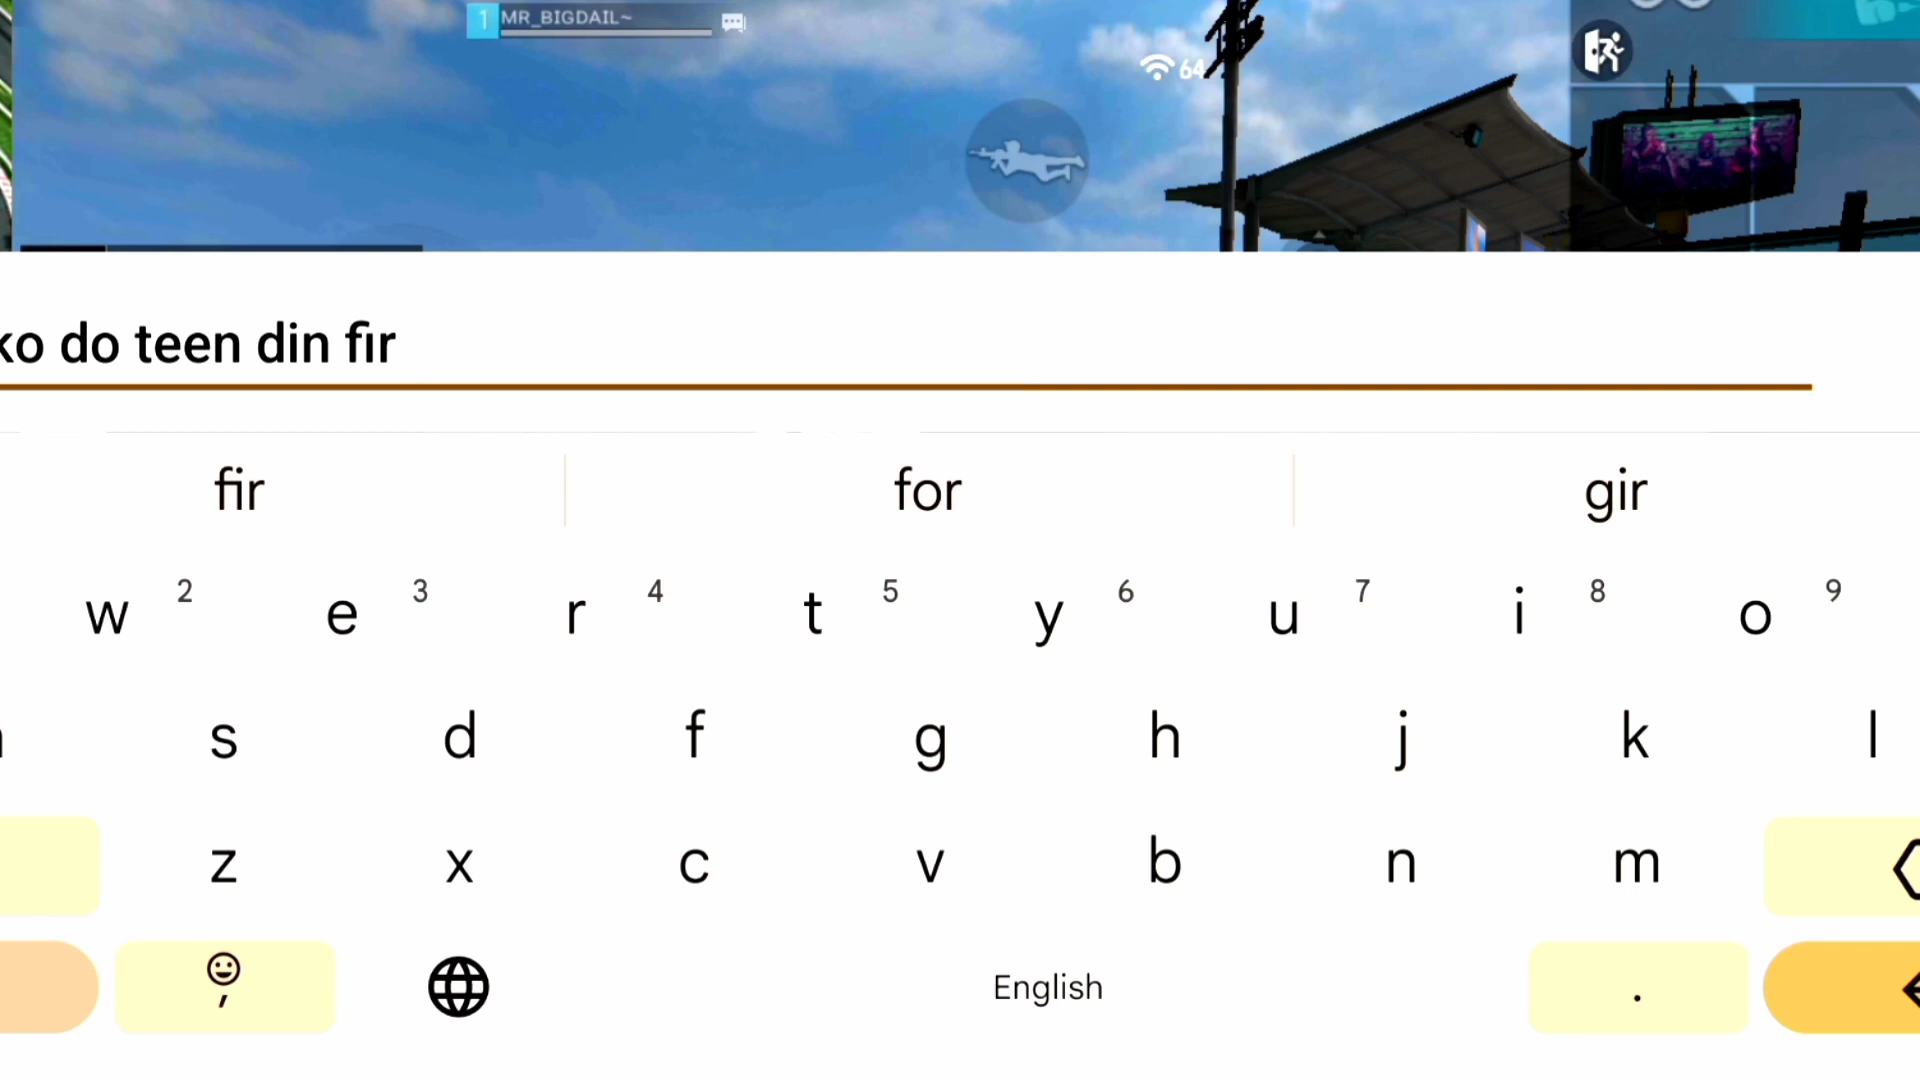 1 MR_BIGDAIL~
64
ko do teen din fir
fir for gir
w 2 e 3 r 4 t 5 y 6 u 7 i 8 o 9
s d f g h j k l
z x c v b n m
, English .